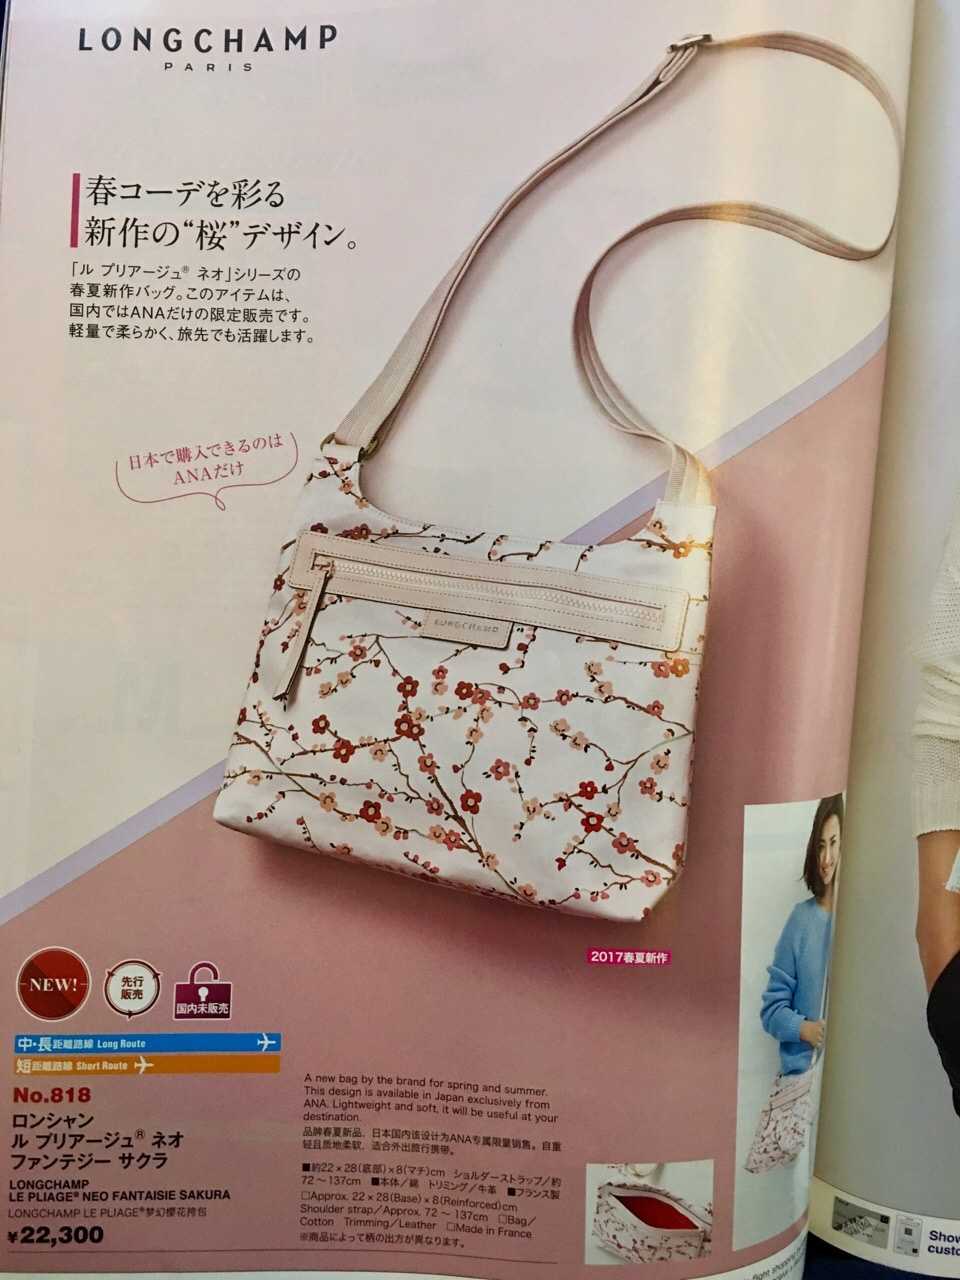 LONGCHAMP
PARIS
春コーデを彩る
新作の“桜”デザイン。
「ル プリアージュ® ネオ」シリーズの
春夏新作バッグ。このアイテムは、
国内ではANAだけの限定販売です。
軽量で柔らかく、旅先でも活躍します。
日本で購入できるのは
ANAだけ
LONGCHAMP
2017春夏新作
NEW!
先行
販売
国内未販売
中・長距離路線 Long Route
短距離路線 Short Route
No.818
ロンシャン
ル プリアージュ® ネオ
ファンテジー サクラ
LONGCHAMP
LE PLIAGE® NEO FANTAISIE SAKURA
LONGCHAMP LE PLIAGE®梦幻樱花挎包
¥22,300
A new bag by the brand for spring and summer.
This design is available in Japan exclusively from
ANA. Lightweight and soft, it will be useful at your
destination.
品牌春夏新品。日本国内该设计为ANA专属限量销售。自重
轻且质地柔软，适合外出旅行携带。
■約22×28(底部)×8(マチ)cm ショルダーストラップ/約
72～137cm ■本体/綿 トリミング/牛革 ■フランス製
□Approx. 22 × 28(Base) × 8(Reinforced)cm
Shoulder strap/Approx. 72 ～ 137cm □Bag/
Cotton Trimming/Leather □Made in France
※商品によって柄の出方が異なります。
Show
custo